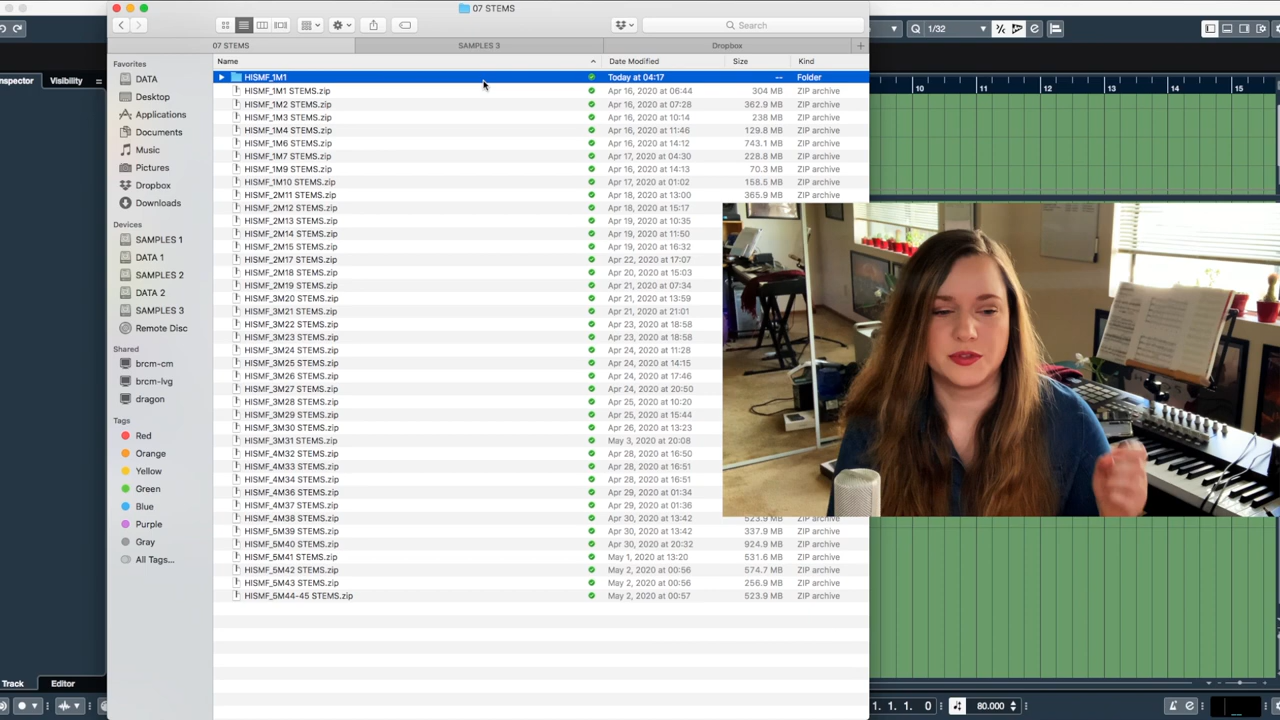 07 STEMS
Search
1/32
07 STEMS
SAMPLES 3
Dropbox
Inspector
Visibility
Favorites
DATA
Desktop
Applications
Documents
Music
Pictures
Dropbox
Downloads
Devices
SAMPLES 1
DATA 1
SAMPLES 2
DATA 2
SAMPLES 3
Remote Disc
Shared
brcm-cm
brcm-lvg
dragon
Tags
Red
Orange
Yellow
Green
Blue
Purple
Gray
All Tags...
Name Date Modified Size Kind
HISMF_1M1 Today at 04:17 -- Folder
HISMF_1M1 STEMS.zip Apr 16, 2020 at 06:44 304 MB ZIP archive
HISMF_1M2 STEMS.zip Apr 16, 2020 at 07:28 362.9 MB ZIP archive
HISMF_1M3 STEMS.zip Apr 16, 2020 at 10:14 238 MB ZIP archive
HISMF_1M4 STEMS.zip Apr 16, 2020 at 11:46 129.8 MB ZIP archive
HISMF_1M6 STEMS.zip Apr 16, 2020 at 14:12 743.1 MB ZIP archive
HISMF_1M7 STEMS.zip Apr 17, 2020 at 04:30 228.8 MB ZIP archive
HISMF_1M9 STEMS.zip Apr 16, 2020 at 14:13 70.3 MB ZIP archive
HISMF_1M10 STEMS.zip Apr 17, 2020 at 01:02 158.5 MB ZIP archive
HISMF_2M11 STEMS.zip Apr 18, 2020 at 13:00 365.9 MB ZIP archive
HISMF_2M12 STEMS.zip Apr 18, 2020 at 15:17
HISMF_2M13 STEMS.zip Apr 19, 2020 at 10:35
HISMF_2M14 STEMS.zip Apr 19, 2020 at 11:50
HISMF_2M15 STEMS.zip Apr 19, 2020 at 16:32
HISMF_2M17 STEMS.zip Apr 22, 2020 at 17:07
HISMF_2M18 STEMS.zip Apr 20, 2020 at 15:03
HISMF_2M19 STEMS.zip Apr 21, 2020 at 07:34
HISMF_3M20 STEMS.zip Apr 21, 2020 at 13:59
HISMF_3M21 STEMS.zip Apr 21, 2020 at 21:01
HISMF_3M22 STEMS.zip Apr 23, 2020 at 18:58
HISMF_3M23 STEMS.zip Apr 23, 2020 at 18:58
HISMF_3M24 STEMS.zip Apr 24, 2020 at 11:28
HISMF_3M25 STEMS.zip Apr 24, 2020 at 14:15
HISMF_3M26 STEMS.zip Apr 24, 2020 at 17:46
HISMF_3M27 STEMS.zip Apr 24, 2020 at 20:50
HISMF_3M28 STEMS.zip Apr 25, 2020 at 10:20
HISMF_3M29 STEMS.zip Apr 25, 2020 at 15:44
HISMF_3M30 STEMS.zip Apr 26, 2020 at 13:23
HISMF_3M31 STEMS.zip May 3, 2020 at 20:08
HISMF_4M32 STEMS.zip Apr 28, 2020 at 16:50
HISMF_4M33 STEMS.zip Apr 28, 2020 at 16:51
HISMF_4M34 STEMS.zip Apr 28, 2020 at 16:51
HISMF_4M36 STEMS.zip Apr 29, 2020 at 01:34
HISMF_4M37 STEMS.zip Apr 29, 2020 at 01:36
HISMF_4M38 STEMS.zip Apr 30, 2020 at 13:42 523.9 MB ZIP archive
HISMF_5M39 STEMS.zip Apr 30, 2020 at 13:42 337.9 MB ZIP archive
HISMF_5M40 STEMS.zip Apr 30, 2020 at 20:32 924.9 MB ZIP archive
HISMF_5M41 STEMS.zip May 1, 2020 at 13:20 531.6 MB ZIP archive
HISMF_5M42 STEMS.zip May 2, 2020 at 00:56 574.7 MB ZIP archive
HISMF_5M43 STEMS.zip May 2, 2020 at 00:56 256.9 MB ZIP archive
HISMF_5M44-45 STEMS.zip May 2, 2020 at 00:57 523.9 MB ZIP archive
10 11 12 13 14 15
Track
Editor
1. 1. 1. 0
80.000